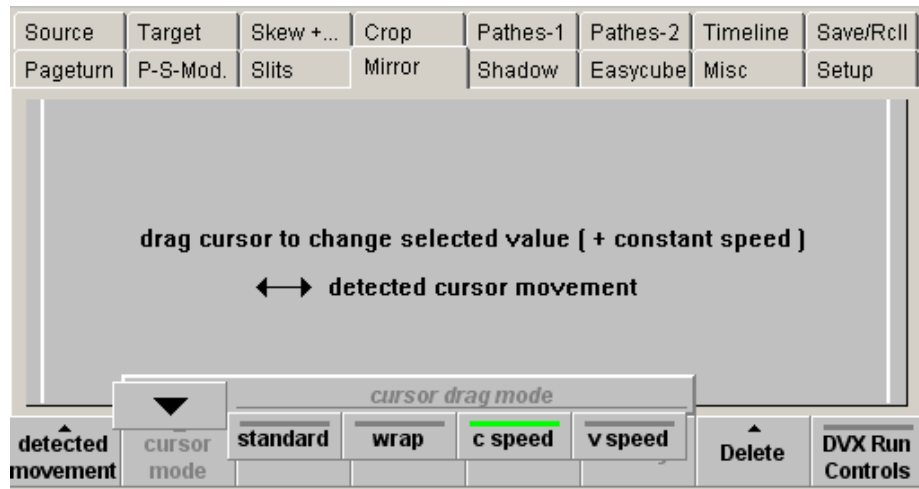 Source Target Skew +... Crop Pathes-1 Pathes-2 Timeline Save/Rcll
Pageturn P-S-Mod. Slits Mirror Shadow Easycube Misc Setup
drag cursor to change selected value ( + constant speed )
detected cursor movement
cursor drag mode
standard wrap c speed v speed
detected movement
cursor mode
Delete
DVX Run Controls